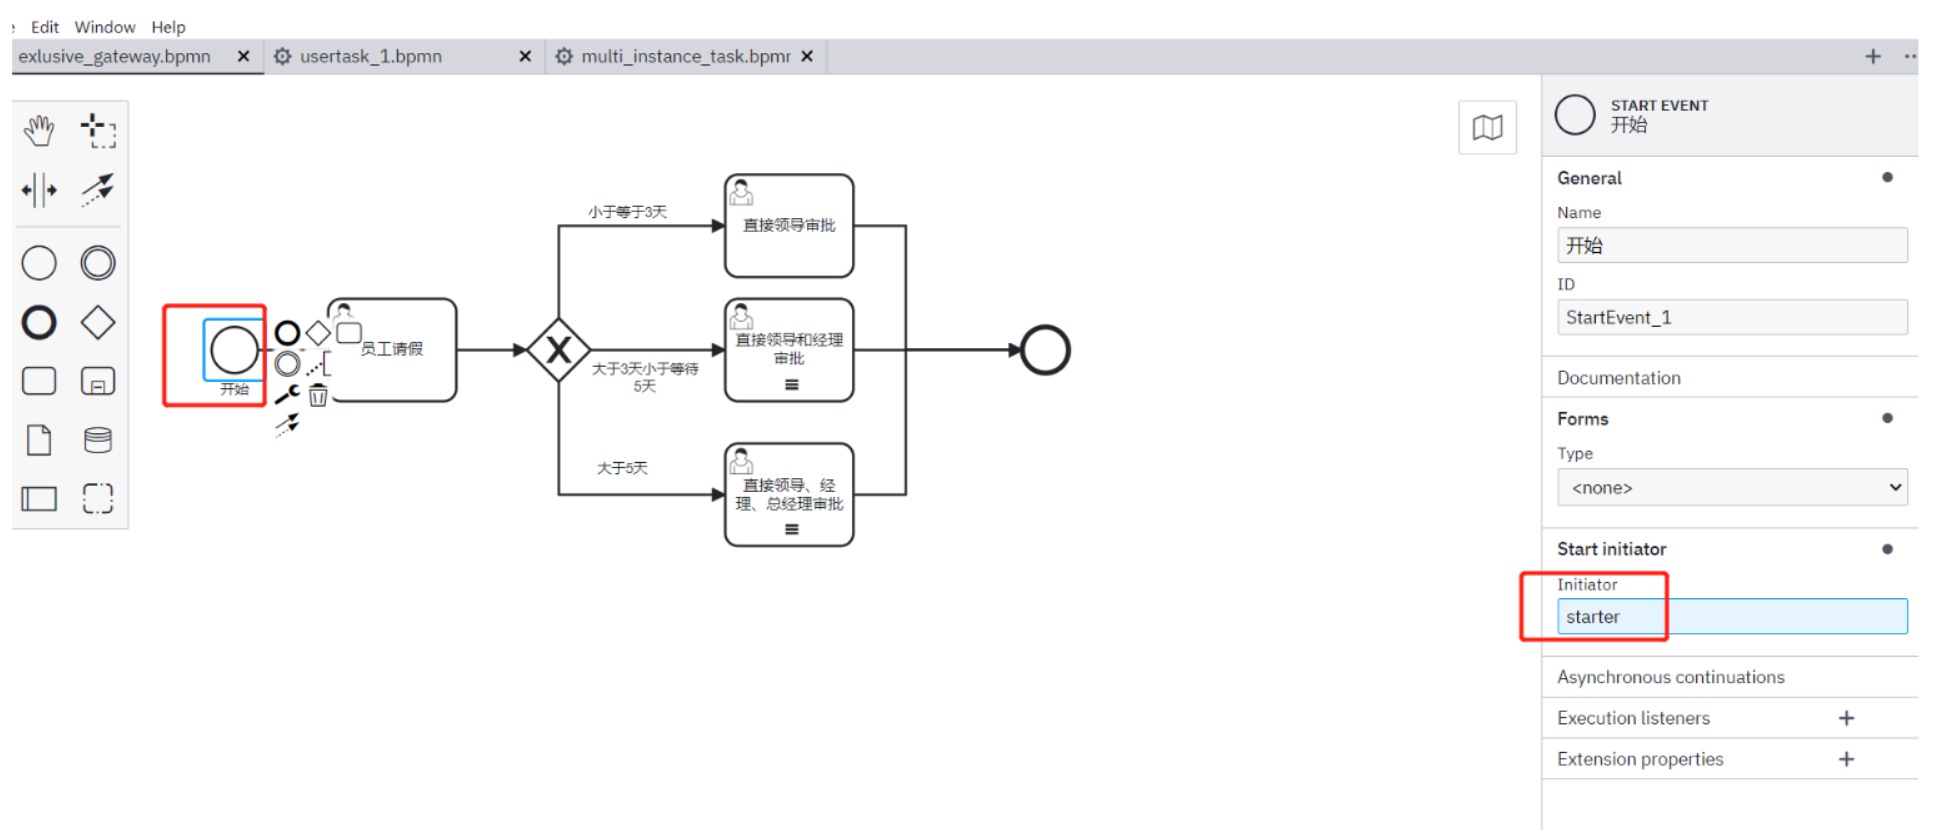 Edit Window Help
exlusive_gateway.bpmn
usertask_1.bpmn
multi_instance_task.bpmn
小于等于3天
直接领导审批
开始
员工请假
大于3天小于等待
5天
直接领导和经理
审批
大于5天
直接领导、经
理、总经理审批
START EVENT
开始
General
Name
开始
ID
StartEvent_1
Documentation
Forms
Type
<none>
Start initiator
Initiator
starter
Asynchronous continuations
Execution listeners
Extension properties